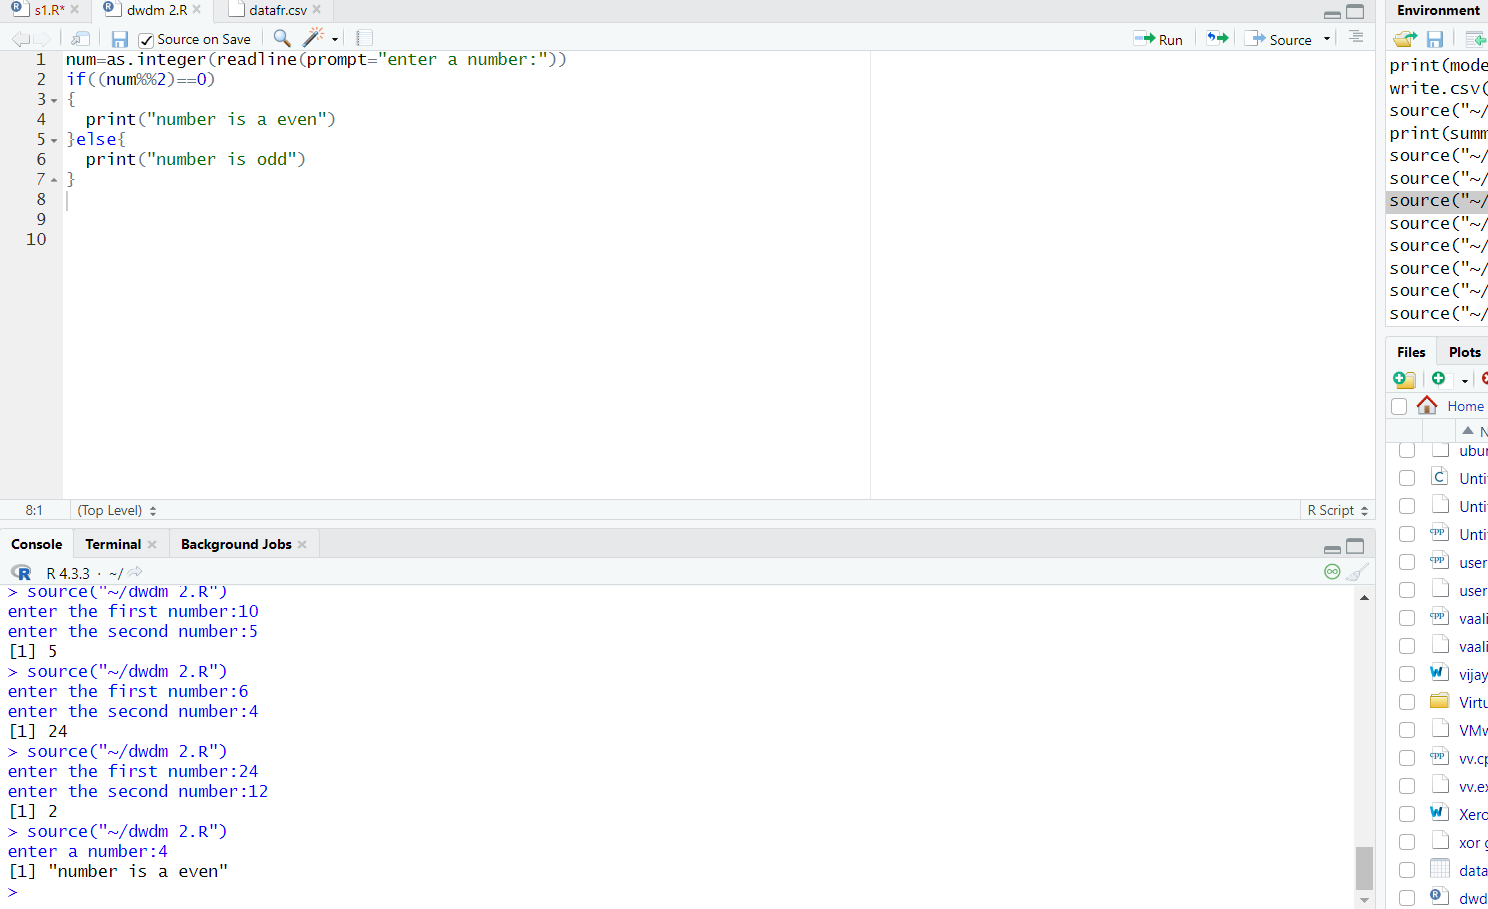 s1.R*
dwdm 2.R
datafr.csv
Source on Save
Run
Source
1 num=as.integer(readline(prompt="enter a number:"))
2 if((num%%2)==0)
3 {
4 print("number is a even")
5 }else{
6 print("number is odd")
7 }
8
9
10
8:1
(Top Level)
R Script
Console
Terminal
Background Jobs
R 4.3.3 · ~/
> source("~/dwdm 2.R")
enter the first number:10
enter the second number:5
[1] 5
> source("~/dwdm 2.R")
enter the first number:6
enter the second number:4
[1] 24
> source("~/dwdm 2.R")
enter the first number:24
enter the second number:12
[1] 2
> source("~/dwdm 2.R")
enter a number:4
[1] "number is a even"
>
Environment
print(mode
write.csv(
source("~/
print(summ
source("~/
source("~/
source("~/
source("~/
source("~/
source("~/
source("~/
source("~/
Files
Plots
Home
N
ubu
Unti
Unti
Unti
user
user
vaali
vaali
vijay
Virtu
VMw
vv.cp
vv.ex
Xero
xor g
data
dwd